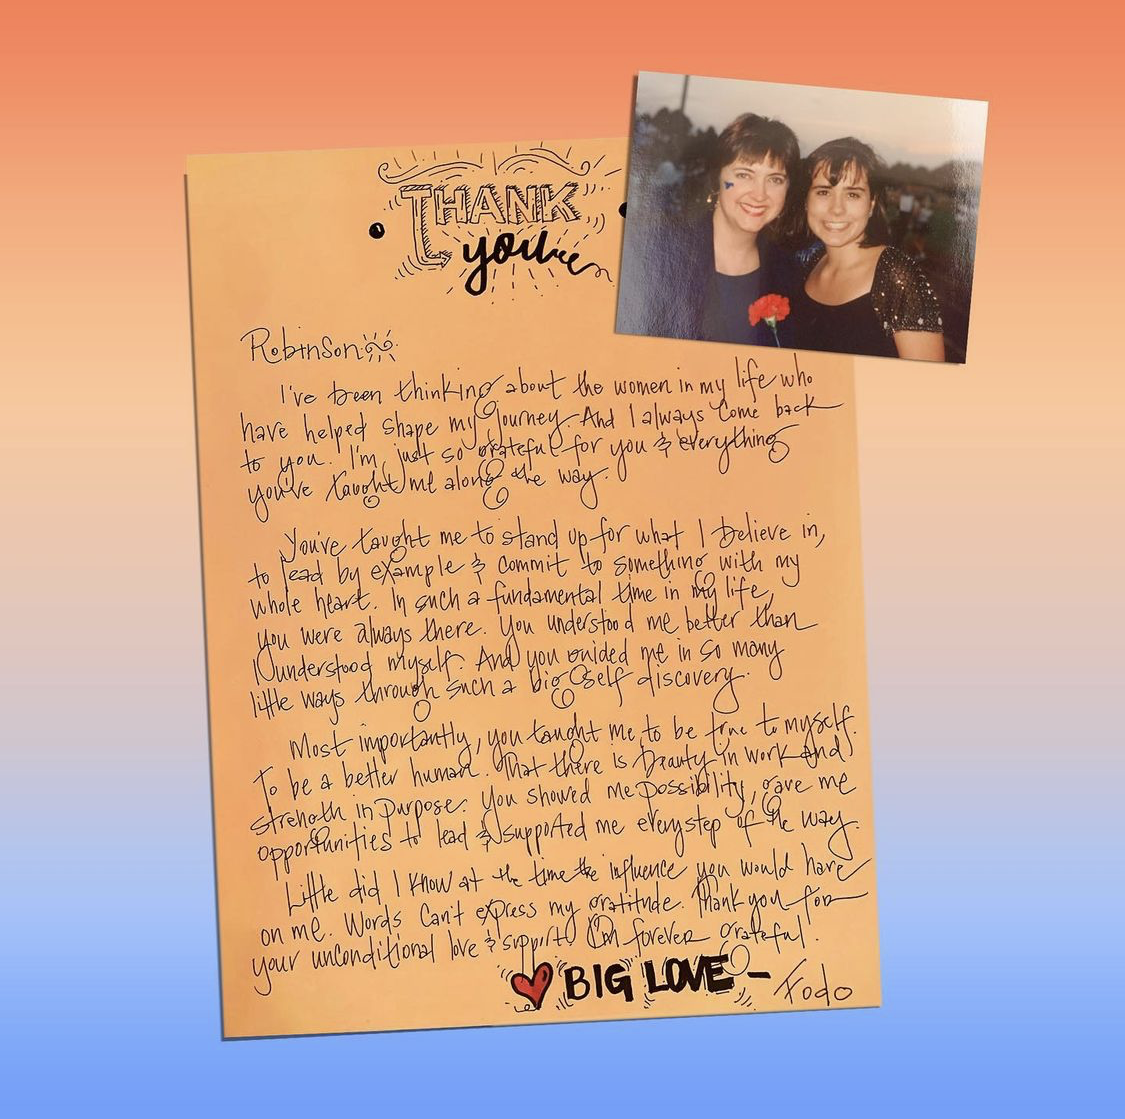 THANK
you
Robinson
I've been thinking about the women in my life who
have helped shape my journey. And I always come back
to you. I'm just so grateful for you & everything
you've taught me along the way.
You've taught me to stand up for what I believe in,
to lead by example & commit to something with my
whole heart. In such a fundamental time in my life,
you were always there. You understood me better than
I understood myself. And you guided me in so many
little ways through such a big self discovery.
Most importantly, you taught me to be true to myself.
To be a better human. That there is beauty in work and
strength in purpose. You showed me possibility, gave me
opportunities to lead & supported me every step of the way.
Little did I know at the time the influence you would have
on me. Words can't express my gratitude. Thank you for
your unconditional love & support. I'm forever grateful.
BIG LOVE - Fodo